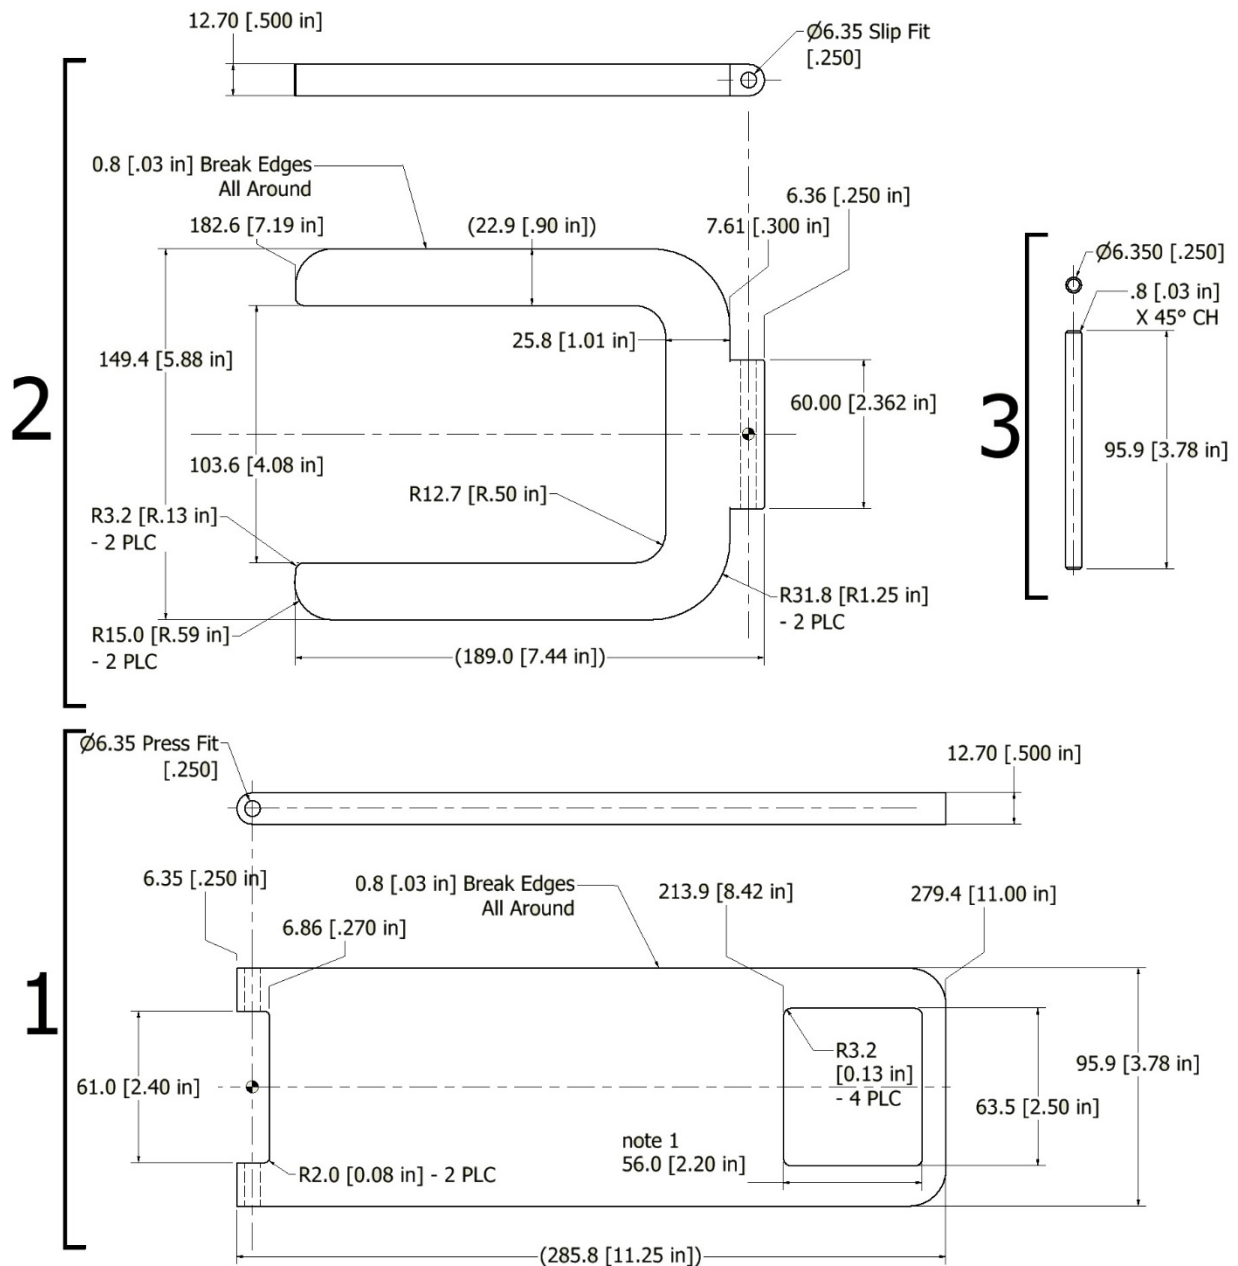 12.70 [.500 in]
Ø6.35 Slip Fit
[.250]
2
0.8 [.03 in] Break Edges
All Around
182.6 [7.19 in]
(22.9 [.90 in])
6.36 [.250 in]
7.61 [.300 in]
149.4 [5.88 in]
25.8 [1.01 in]
60.00 [2.362 in]
103.6 [4.08 in]
R12.7 [R.50 in]
R3.2 [R.13 in]
- 2 PLC
R15.0 [R.59 in]
- 2 PLC
R31.8 [R1.25 in]
- 2 PLC
(189.0 [7.44 in])
3
Ø6.350 [.250]
.8 [.03 in]
X 45° CH
95.9 [3.78 in]
1
Ø6.35 Press Fit
[.250]
12.70 [.500 in]
6.35 [.250 in]
6.86 [.270 in]
0.8 [.03 in] Break Edges
All Around
213.9 [8.42 in]
279.4 [11.00 in]
61.0 [2.40 in]
R3.2
[0.13 in]
- 4 PLC
95.9 [3.78 in]
63.5 [2.50 in]
note 1
56.0 [2.20 in]
R2.0 [0.08 in] - 2 PLC
(285.8 [11.25 in])